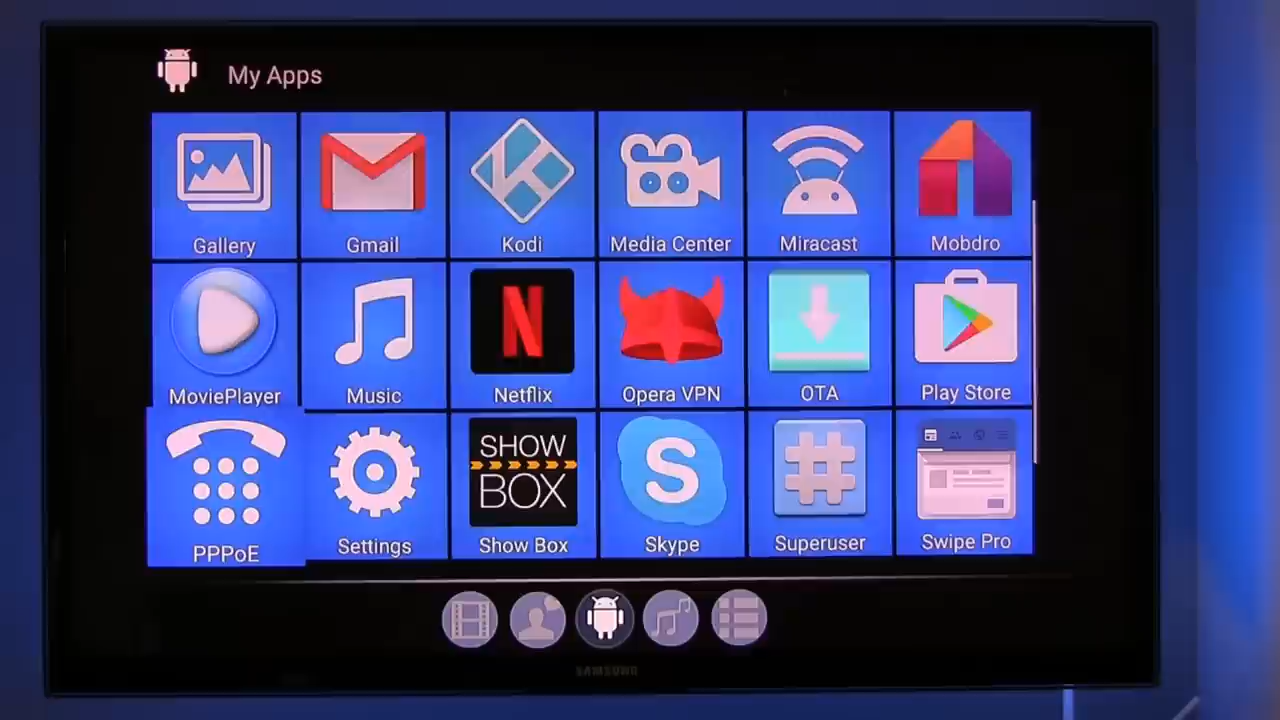 My Apps
Gallery
Gmail
Kodi
Media Center
Miracast
Mobdro
MoviePlayer
Music
N
Netflix
Opera VPN
OTA
Play Store
PPPoE
Settings
SHOW
BOX
Show Box
S
Skype
#
Superuser
Swipe Pro
SAMSUNG